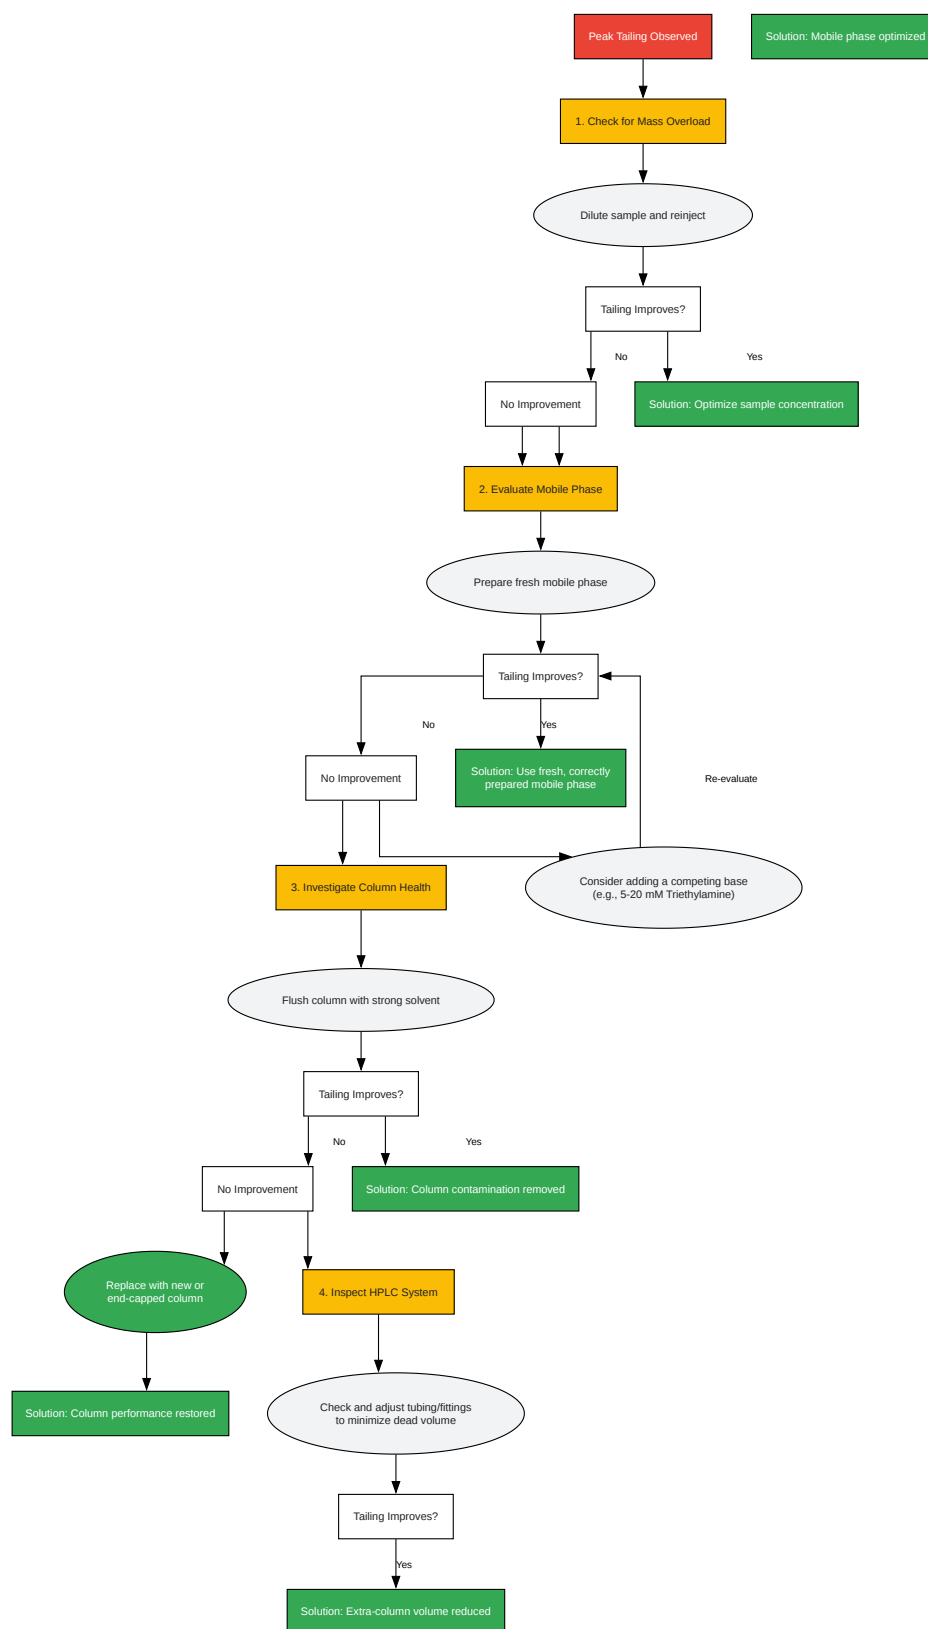 Peak Tailing Observed
Solution: Mobile phase optimized
1. Check for Mass Overload
Dilute sample and reinject
Tailing Improves?
No
Yes
No Improvement
Solution: Optimize sample concentration
2. Evaluate Mobile Phase
Prepare fresh mobile phase
Tailing Improves?
No
Yes
No Improvement
Solution: Use fresh, correctly
prepared mobile phase
Re-evaluate
3. Investigate Column Health
Consider adding a competing base
(e.g., 5-20 mM Triethylamine)
Flush column with strong solvent
Tailing Improves?
No
Yes
No Improvement
Solution: Column contamination removed
Replace with new or
end-capped column
4. Inspect HPLC System
Solution: Column performance restored
Check and adjust tubing/fittings
to minimize dead volume
Tailing Improves?
Yes
Solution: Extra-column volume reduced